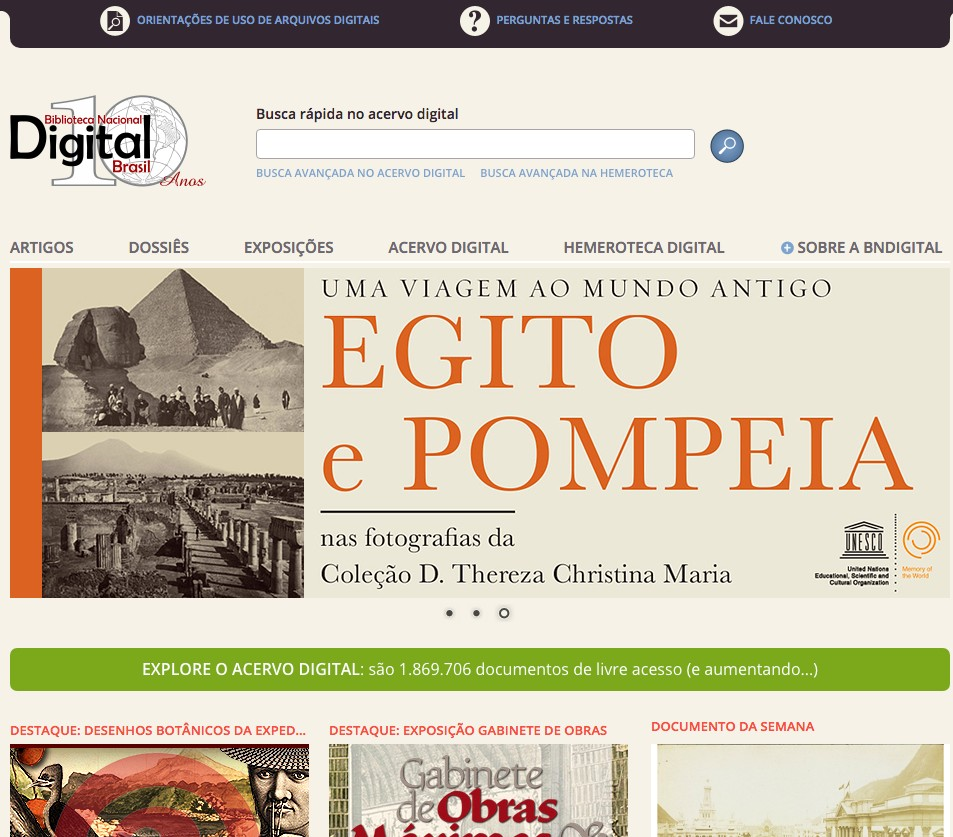 ORIENTAÇÕES DE USO DE ARQUIVOS DIGITAIS
PERGUNTAS E RESPOSTAS
FALE CONOSCO
10
Biblioteca Nacional
Digital
Brasil
Anos
Busca rápida no acervo digital
BUSCA AVANÇADA NO ACERVO DIGITAL
BUSCA AVANÇADA NA HEMEROTECA
ARTIGOS
DOSSIÊS
EXPOSIÇÕES
ACERVO DIGITAL
HEMEROTECA DIGITAL
SOBRE A BNDIGITAL
UMA VIAGEM AO MUNDO ANTIGO
EGITO
e POMPEIA
nas fotografias da
Coleção D. Thereza Christina Maria
UNESCO
United Nations
Educational, Scientific and
Cultural Organization
Memory of
the World
EXPLORE O ACERVO DIGITAL: são 1.869.706 documentos de livre acesso (e aumentando...)
DESTAQUE: DESENHOS BOTÂNICOS DA EXPED...
DESTAQUE: EXPOSIÇÃO GABINETE DE OBRAS
DOCUMENTO DA SEMANA
Gabinete
de Obras
Máximas